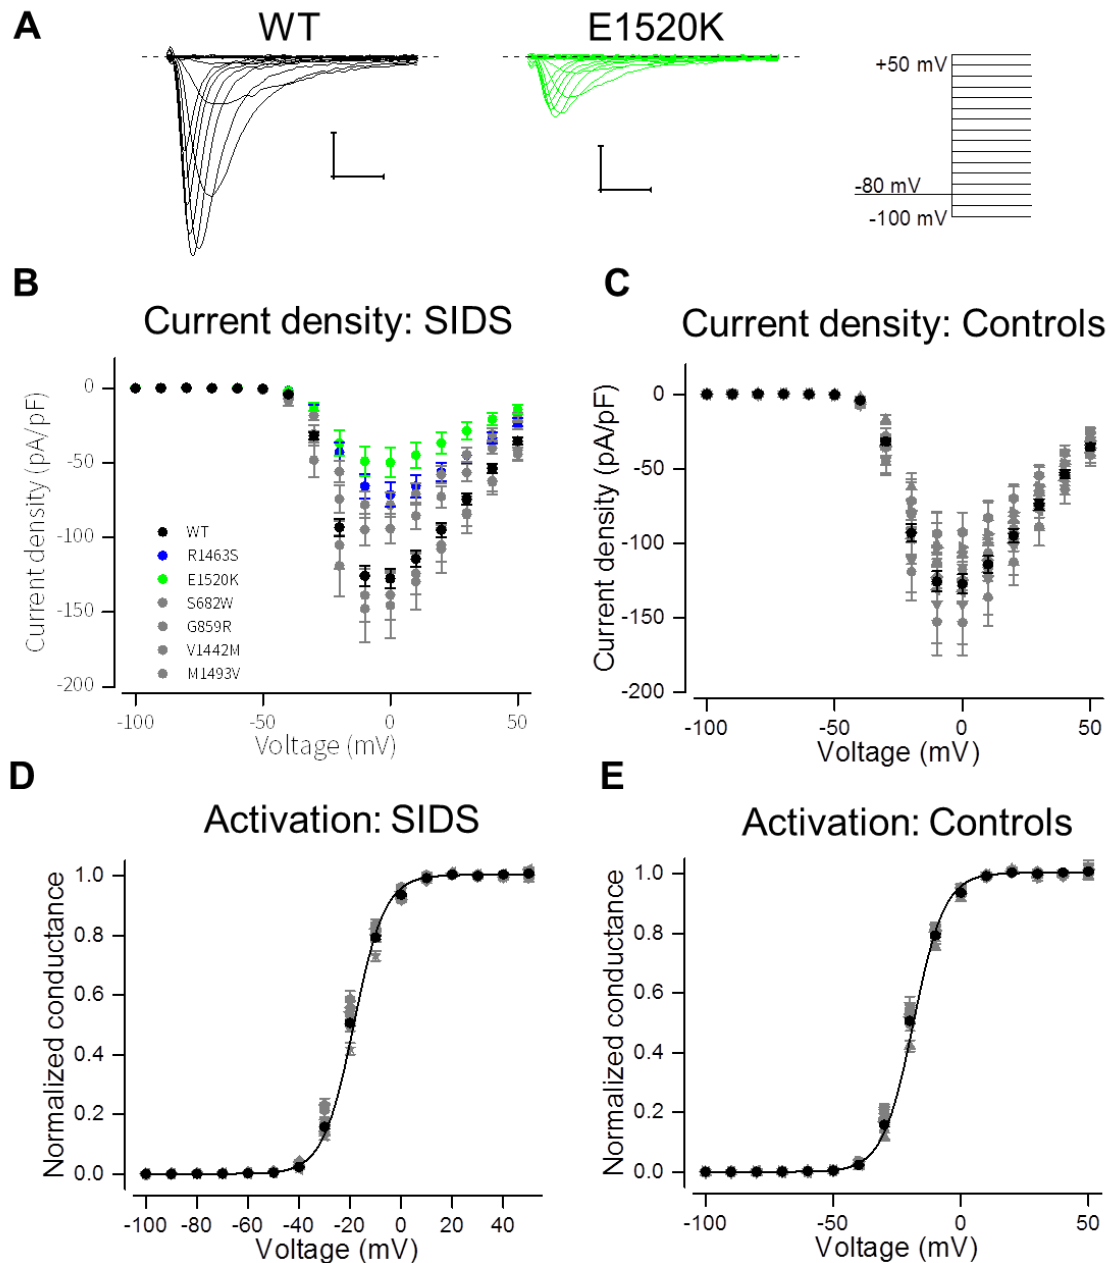 A
WT
E1520K
+50 mV
-80 mV
-100 mV
B
Current density: SIDS
C
Current density: Controls
Current density (pA/pF)
0
-50
-100
-150
-200
WT
R1463S
E1520K
S682W
G859R
V1442M
M1493V
-100
-50
0
50
Voltage (mV)
Current density (pA/pF)
0
-50
-100
-150
-200
-100
-50
0
50
Voltage (mV)
D
Activation: SIDS
E
Activation: Controls
Normalized conductance
1.0
0.8
0.6
0.4
0.2
0.0
-100
-80
-60
-40
-20
0
20
40
Voltage (mV)
Normalized conductance
1.0
0.8
0.6
0.4
0.2
0.0
-100
-50
0
50
Voltage (mV)